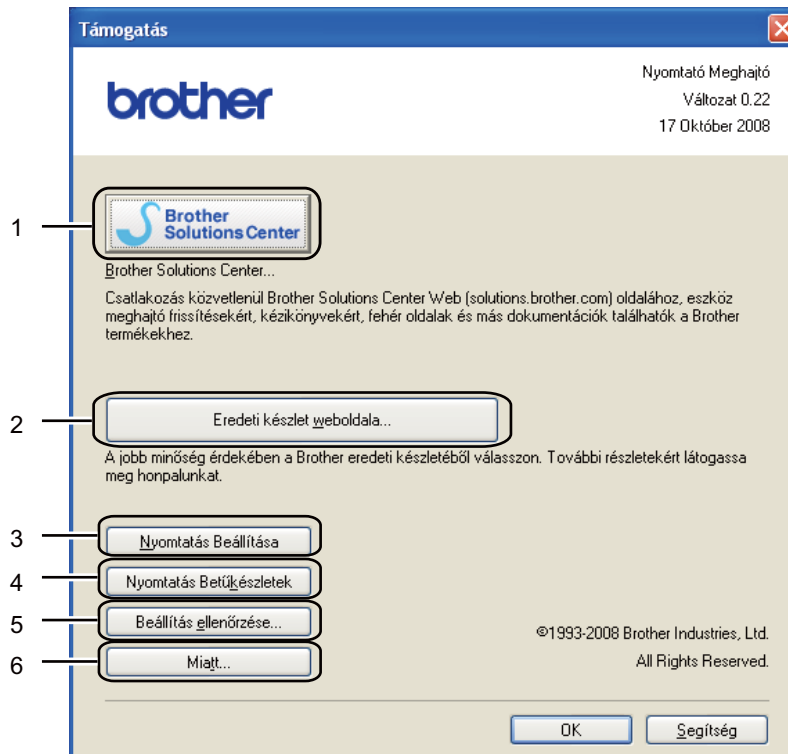 Támogatás
brother
Nyomtató Meghajtó
Változat 0.22
17 Október 2008
1
Brother
Solutions Center
Brother Solutions Center...
Csatlakozás közvetlenül Brother Solutions Center Web (solutions.brother.com) oldalához, eszköz
meghajtó frissítésekért, kézikönyvekért, fehér oldalak és más dokumentációk találhatók a Brother
termékekhez.
2
Eredeti készlet weboldala...
A jobb minőség érdekében a Brother eredeti készletéből válasszon. További részletekért látogassa
meg honpalunkat.
3
Nyomtatás Beállítása
4
Nyomtatás Betűkészletek
5
Beállítás ellenőrzése...
6
Miatt...
©1993-2008 Brother Industries, Ltd.
All Rights Reserved.
OK
Segítség